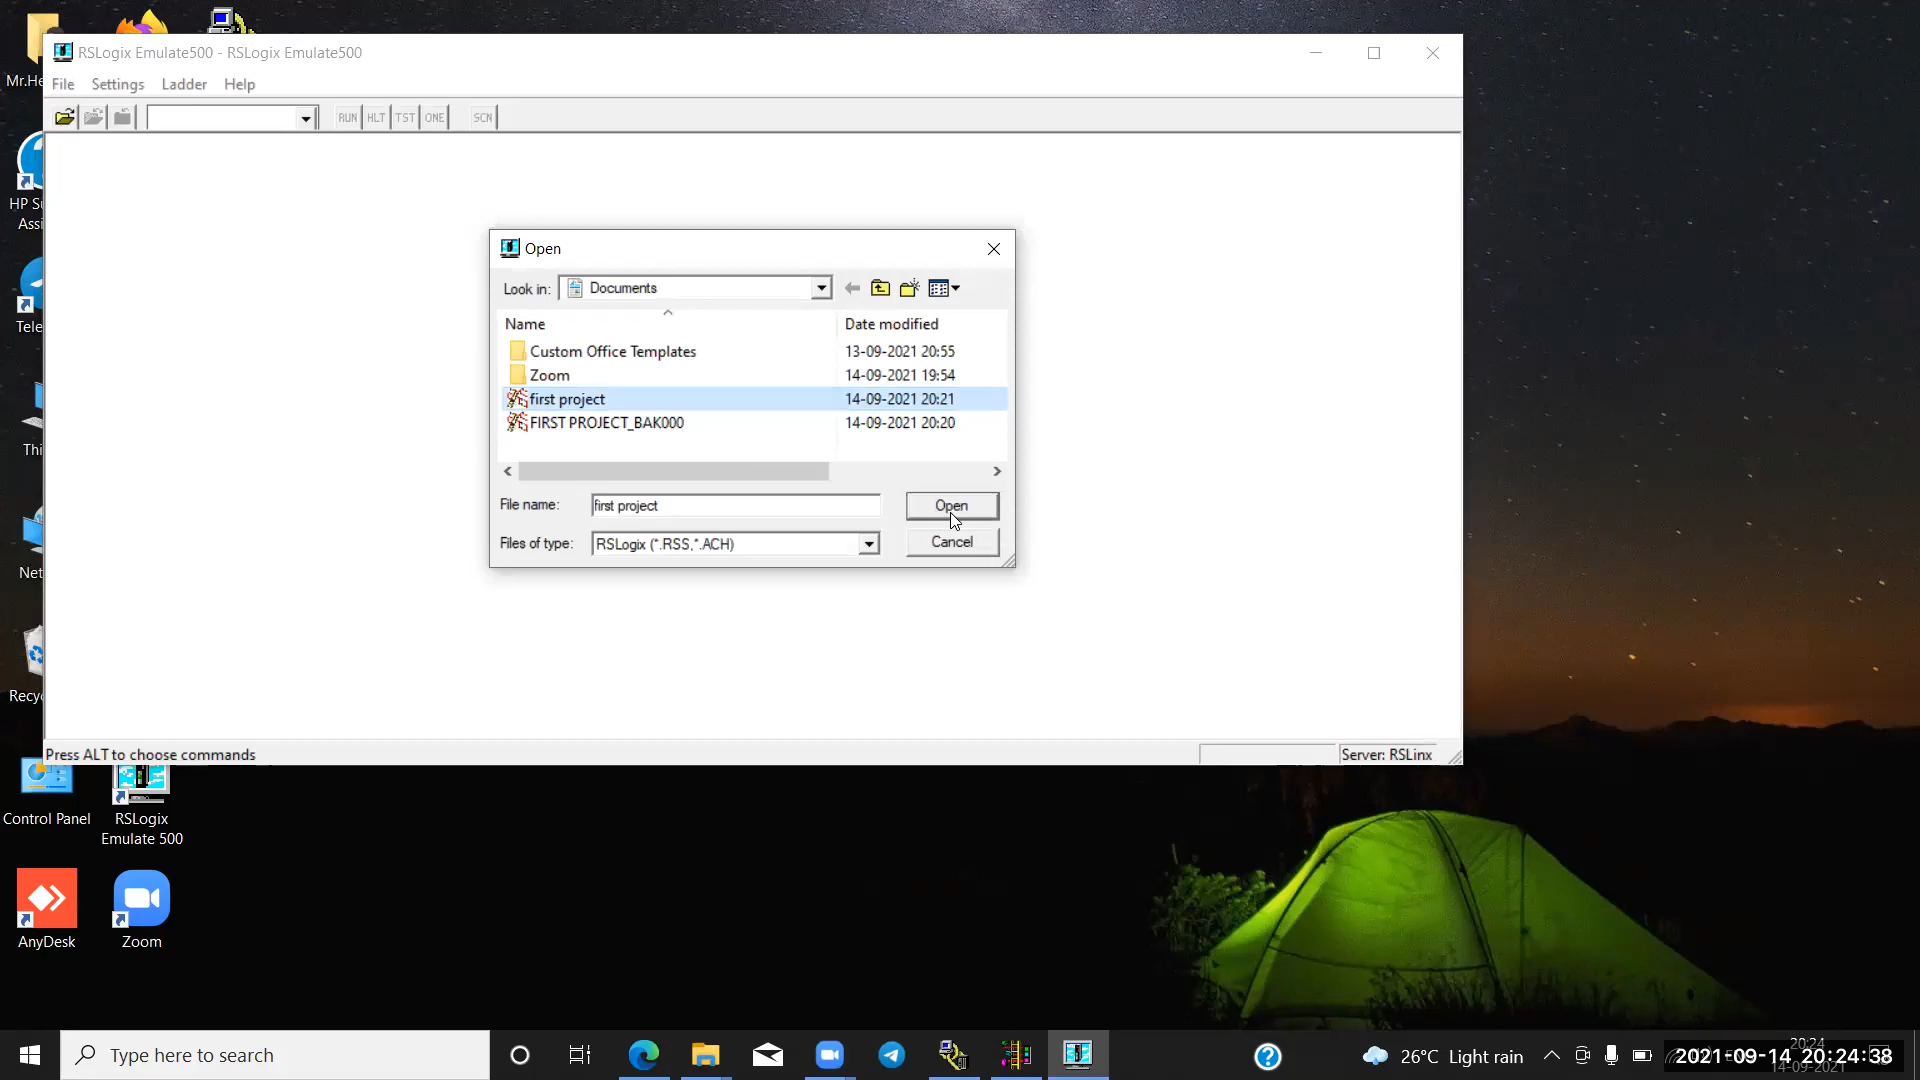 Mr.He
RSLogix Emulate500 - RSLogix Emulate500
File Settings Ladder Help
RUN HLT TST ONE SCN
HP Su
Assi
Tele
Thi
Net
Recyc
Open
Look in: Documents
Name Date modified
Custom Office Templates 13-09-2021 20:55
Zoom 14-09-2021 19:54
first project 14-09-2021 20:21
FIRST PROJECT_BAK000 14-09-2021 20:20
File name: first project Open
Files of type: RSLogix (*.RSS,*.ACH) Cancel
Press ALT to choose commands Server: RSLinx
Control Panel
RSLogix
Emulate 500
AnyDesk
Zoom
Type here to search
26°C Light rain
20:24
14-09-2021
2021-09-14 20:24:38